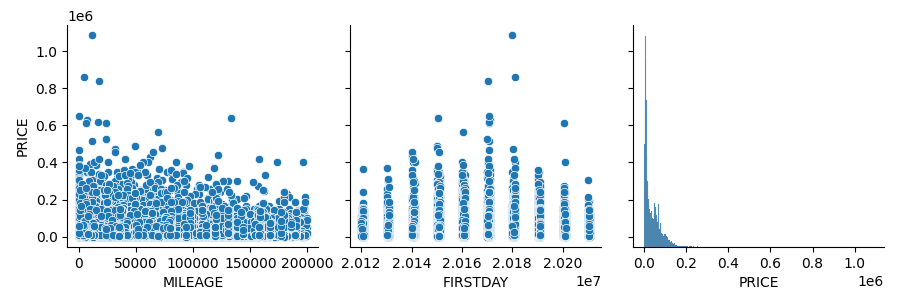 1e6
1.0
0.8
0.6
0.4
0.2
0.0
PRICE
0 50000 100000 150000 200000
MILEAGE
2.012 2.014 2.016 2.018 2.020
1e7
FIRSTDAY
0.0 0.2 0.4 0.6 0.8 1.0
1e6
PRICE